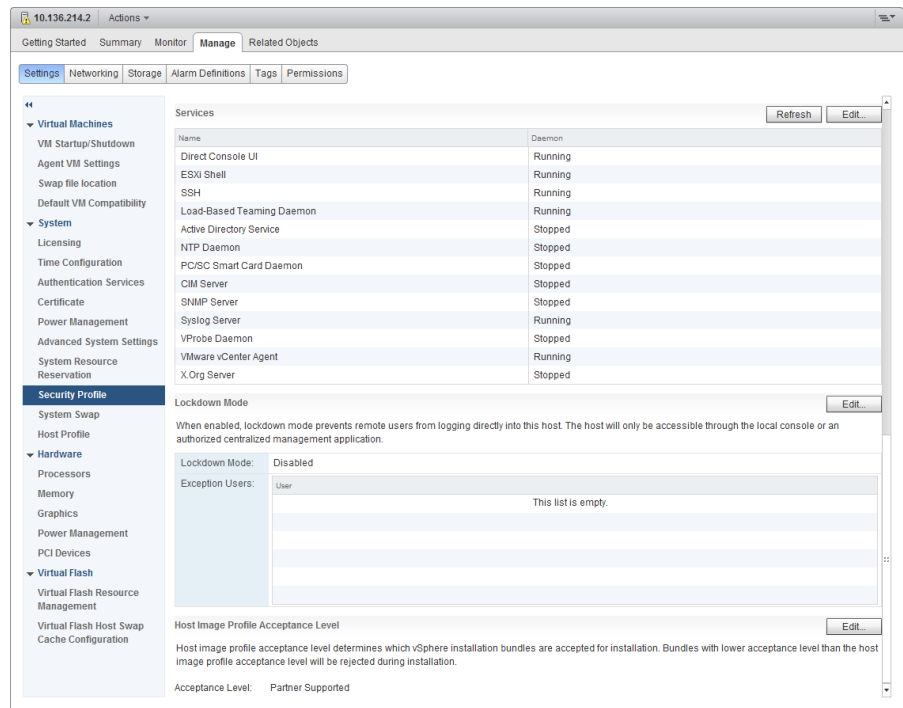 10.136.214.2 Actions
Getting Started Summary Monitor Manage Related Objects
Settings Networking Storage Alarm Definitions Tags Permissions
Virtual Machines
VM Startup/Shutdown
Agent VM Settings
Swap file location
Default VM Compatibility
System
Licensing
Time Configuration
Authentication Services
Certificate
Power Management
Advanced System Settings
System Resource
Reservation
Security Profile
System Swap
Host Profile
Hardware
Processors
Memory
Graphics
Power Management
PCI Devices
Virtual Flash
Virtual Flash Resource
Management
Virtual Flash Host Swap
Cache Configuration
Services Refresh Edit...
Name Daemon
Direct Console UI Running
ESXi Shell Running
SSH Running
Load-Based Teaming Daemon Running
Active Directory Service Stopped
NTP Daemon Stopped
PC/SC Smart Card Daemon Stopped
CIM Server Stopped
SNMP Server Stopped
Syslog Server Running
VProbe Daemon Stopped
VMware vCenter Agent Running
X.Org Server Stopped
Lockdown Mode Edit...
When enabled, lockdown mode prevents remote users from logging directly into this host. The host will only be accessible through the local console or an
authorized centralized management application.
Lockdown Mode: Disabled
Exception Users: User
This list is empty.
Host Image Profile Acceptance Level Edit...
Host image profile acceptance level determines which vSphere installation bundles are accepted for installation. Bundles with lower acceptance level than the host
image profile acceptance level will be rejected during installation.
Acceptance Level: Partner Supported